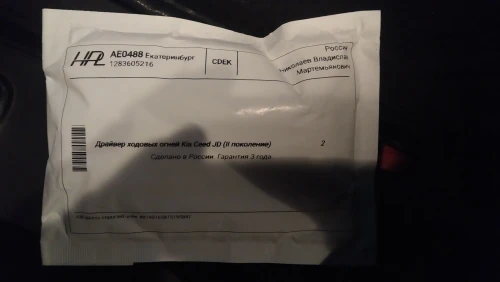 HPL
AE0488 Екатеринбург
1283605216
CDEK
Росси
Николаев Владисла
Мартемьянович
Драйвер ходовых огней Kia Ceed JD (II поколение) 2
Сделано в России. Гарантия 3 года